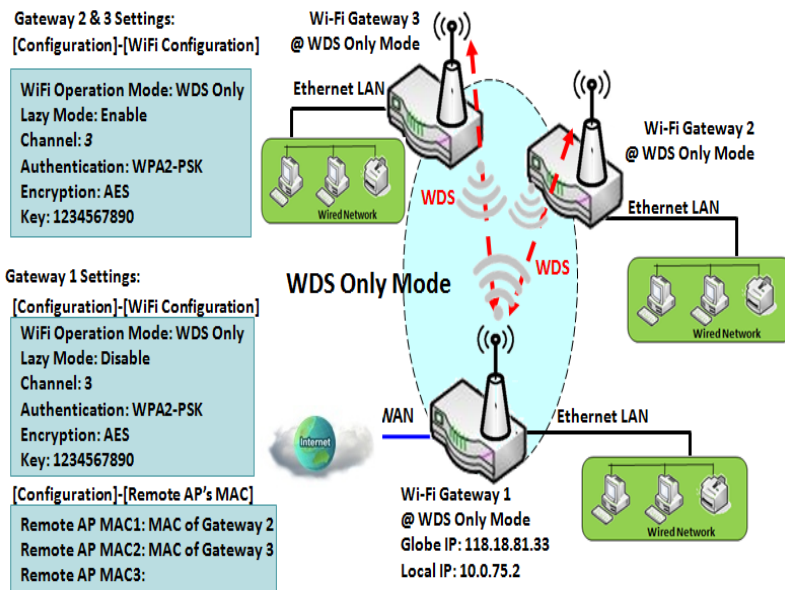 Gateway 2 & 3 Settings:
[Configuration]-[WiFi Configuration]
WiFi Operation Mode: WDS Only
Lazy Mode: Enable
Channel: 3
Authentication: WPA2-PSK
Encryption: AES
Key: 1234567890
Gateway 1 Settings:
[Configuration]-[WiFi Configuration]
WiFi Operation Mode: WDS Only
Lazy Mode: Disable
Channel: 3
Authentication: WPA2-PSK
Encryption: AES
Key: 1234567890
[Configuration]-[Remote AP's MAC]
Remote AP MAC1: MAC of Gateway 2
Remote AP MAC2: MAC of Gateway 3
Remote AP MAC3:
Wi-Fi Gateway 3
@ WDS Only Mode
Ethernet LAN
Wired Network
Wi-Fi Gateway 2
@ WDS Only Mode
Ethernet LAN
Wired Network
WDS
WDS
WDS Only Mode
Internet
WAN
Ethernet LAN
Wired Network
Wi-Fi Gateway 1
@ WDS Only Mode
Globe IP: 118.18.81.33
Local IP: 10.0.75.2